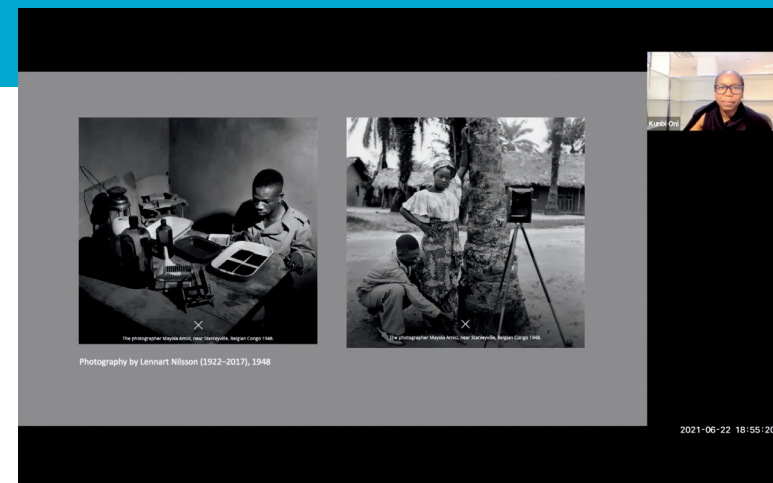 Kunbi Oni
The photographer Mayola Amici, near Stanleyville, Belgian Congo 1948.
The photographer Mayola Amici, near Stanleyville, Belgian Congo 1948.
Photography by Lennart Nilsson (1922–2017), 1948
2021-06-22 18:55:20